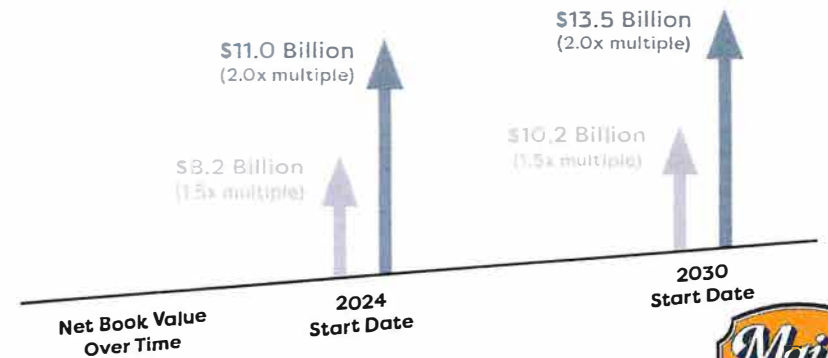 $11.0 Billion
(2.0x multiple)
$8.2 Billion
(1.5x multiple)
$13.5 Billion
(2.0x multiple)
$10.2 Billion
(1.5x multiple)
Net Book Value
Over Time
2024
Start Date
2030
Start Date